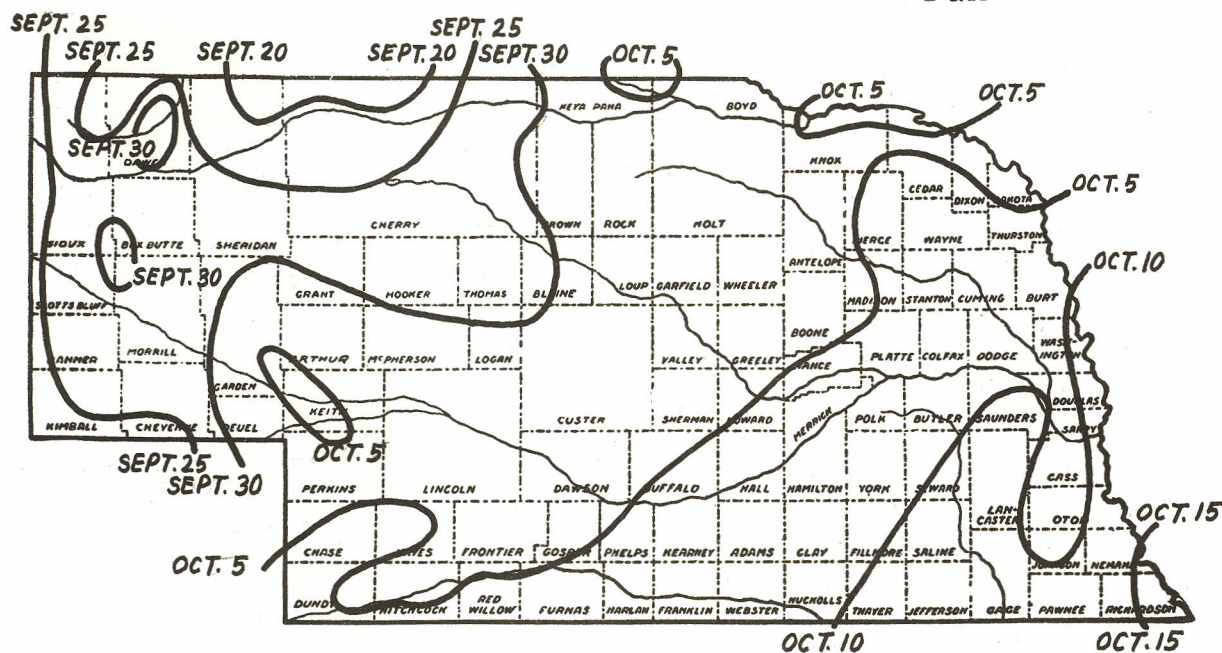 SEPT. 25
SEPT. 25
SEPT. 20
SEPT. 25
SEPT. 20
SEPT. 30
OCT. 5
OCT. 5
OCT. 5
KEYA PAHA
BOYD
SEPT. 30
KNOX
CEDAR
DIXON
DAKOTA
OCT. 5
CHERRY
BROWN
ROCK
HOLT
PIERCE
WAYNE
THURSTON
SIOUX
BOX BUTTE
SHERIDAN
ANTELOPE
OCT. 10
SEPT. 30
GRANT
HOOKER
THOMAS
BLAINE
LOUP
GARFIELD
WHEELER
MADISON
STANTON
CUMING
BURT
SCOTTS BLUFF
BOONE
WASH-
INGTON
BANNER
MORRILL
ARTHUR
MCPHERSON
LOGAN
VALLEY
GREELEY
NANCE
PLATTE
COLFAX
DODGE
GARDEN
KEITH
DOUGLAS
KIMBALL
CHEYENNE
DEUEL
CUSTER
SHERMAN
HOWARD
MERRICK
POLK
BUTLER
SAUNDERS
SARPY
SEPT. 25
OCT. 5
SEPT. 30
PERKINS
LINCOLN
DAWSON
BUFFALO
HALL
HAMILTON
YORK
SEWARD
CASS
LAN-
CASTER
OTOE
OCT. 15
OCT. 5
CHASE
HAYES
FRONTIER
GOSPER
PHELPS
KEARNEY
ADAMS
CLAY
FILLMORE
SALINE
JOHNSON
NEMAHA
DUNDY
HITCHCOCK
RED
WILLOW
FURNAS
HARLAN
FRANKLIN
WEBSTER
NUCKOLLS
THAYER
JEFFERSON
GAGE
PAWNEE
RICHARDSON
OCT. 10
OCT. 15